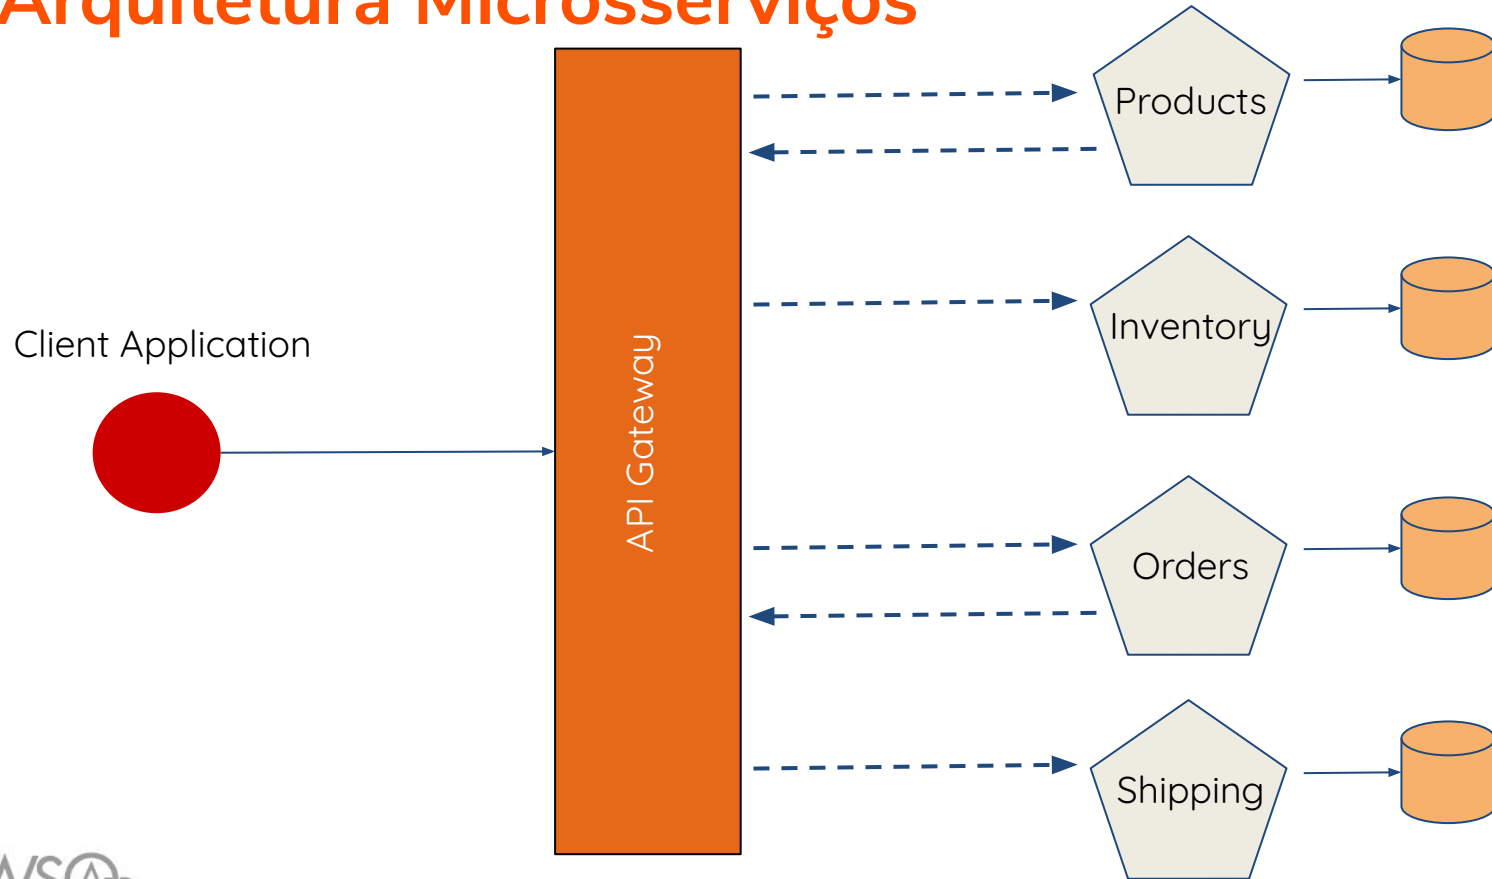 Arquitetura Microsserviços
Products
Inventory
Client Application
API Gateway
Orders
Shipping